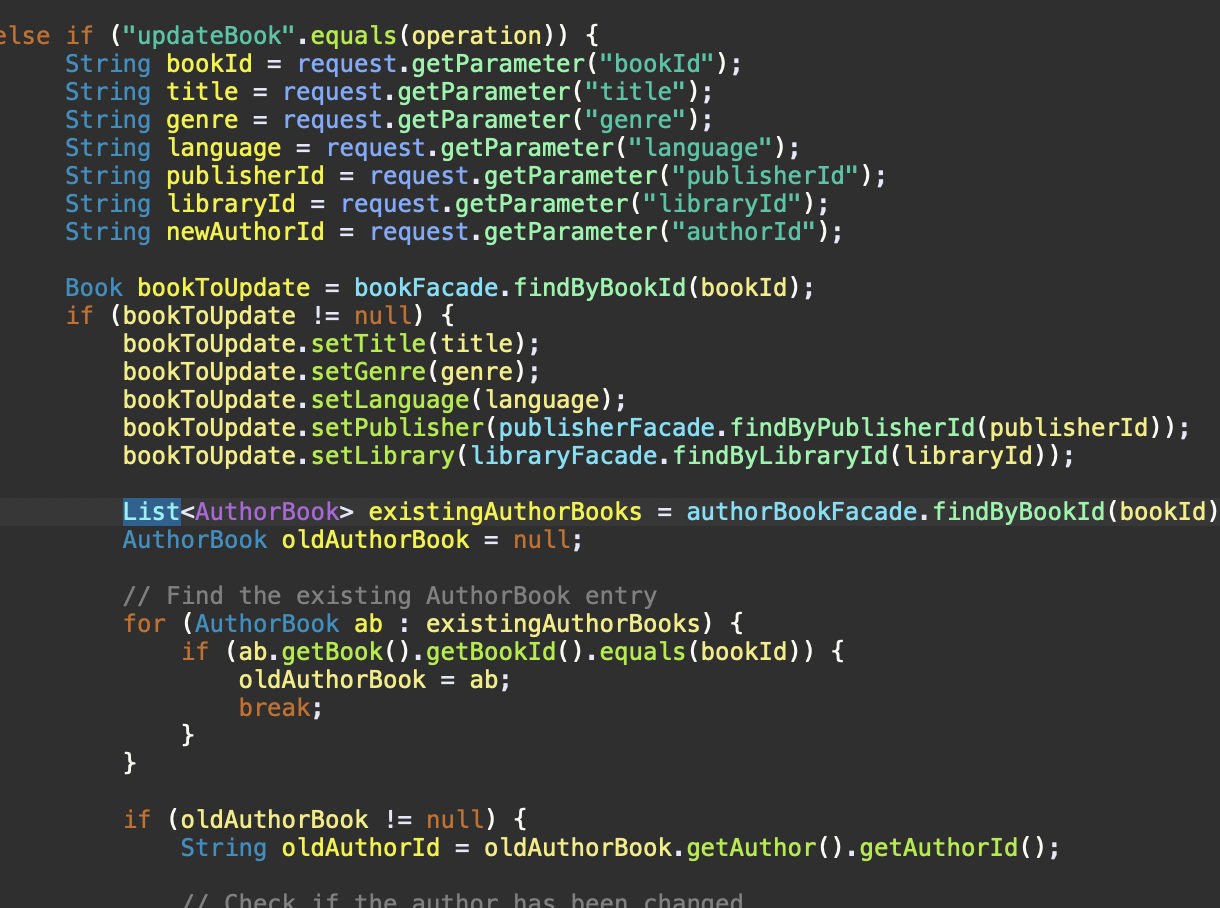 else if ("updateBook".equals(operation)) {
String bookId = request.getParameter("bookId");
String title = request.getParameter("title");
String genre = request.getParameter("genre");
String language = request.getParameter("language");
String publisherId = request.getParameter("publisherId");
String libraryId = request.getParameter("libraryId");
String newAuthorId = request.getParameter("authorId");
Book bookToUpdate = bookFacade.findByBookId(bookId);
if (bookToUpdate != null) {
bookToUpdate.setTitle(title);
bookToUpdate.setGenre(genre);
bookToUpdate.setLanguage(language);
bookToUpdate.setPublisher(publisherFacade.findByPublisherId(publisherId));
bookToUpdate.setLibrary(libraryFacade.findByLibraryId(libraryId));
List<AuthorBook> existingAuthorBooks = authorBookFacade.findByBookId(bookId)
AuthorBook oldAuthorBook = null;
// Find the existing AuthorBook entry
for (AuthorBook ab : existingAuthorBooks) {
if (ab.getBook().getBookId().equals(bookId)) {
oldAuthorBook = ab;
break;
}
}
if (oldAuthorBook != null) {
String oldAuthorId = oldAuthorBook.getAuthor().getAuthorId();
// Check if the author has been changed